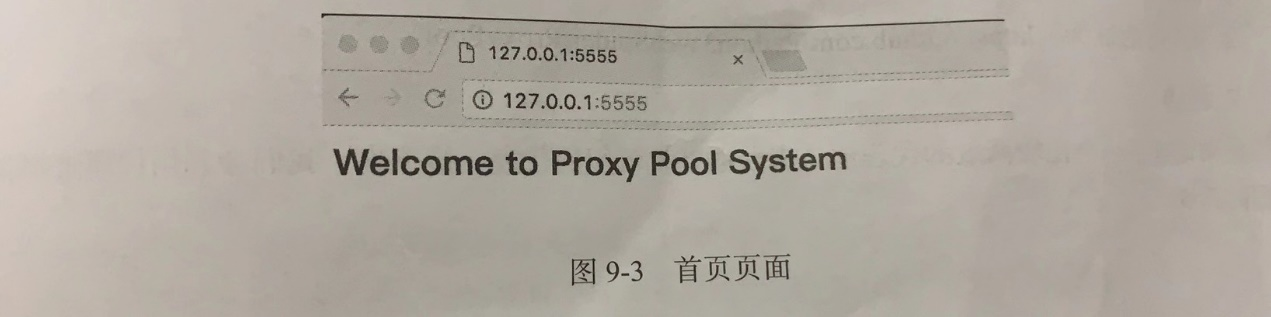 127.0.0.1:5555
127.0.0.1:5555
Welcome to Proxy Pool System
图 9-3 首页页面